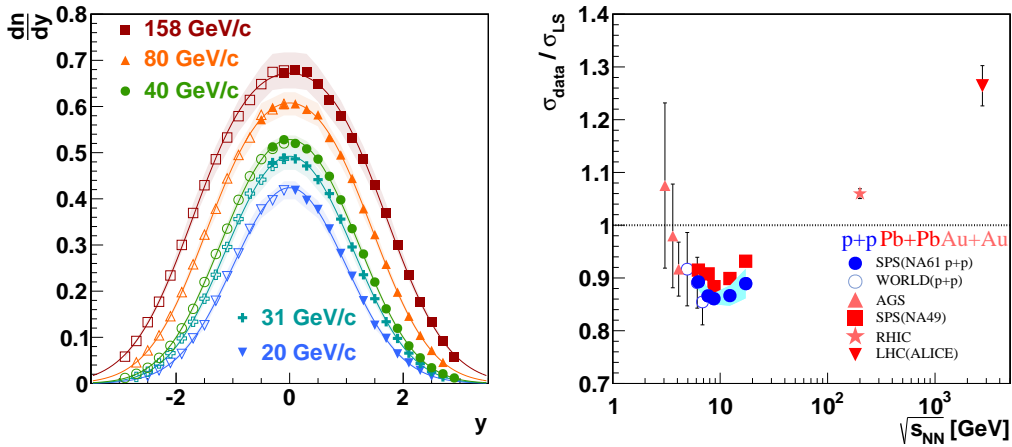 dn
dy
0.8
0.7
0.6
0.5
0.4
0.3
0.2
0.1
0
158 GeV/c
80 GeV/c
40 GeV/c
31 GeV/c
20 GeV/c
-2
0
2
y
σdata / σLS
1.4
1.3
1.2
1.1
1
0.9
0.8
0.7
p+p Pb+Pb Au+Au
SPS(NA61 p+p)
WORLD(p+p)
AGS
SPS(NA49)
RHIC
LHC(ALICE)
1
10
10²
10³
√sNN [GeV]